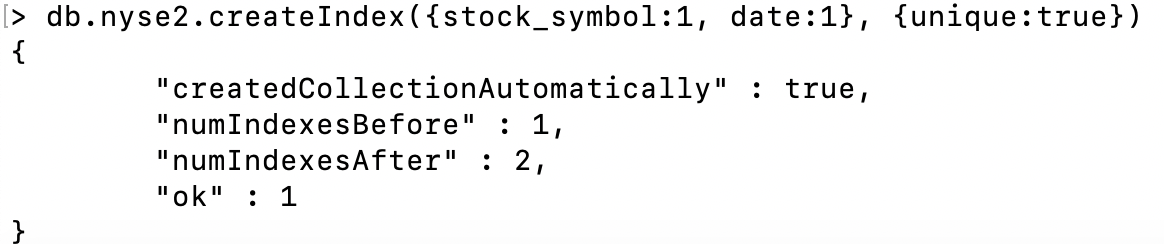 [> db.nyse2.createIndex({stock_symbol:1, date:1}, {unique:true})
{
        "createdCollectionAutomatically" : true,
        "numIndexesBefore" : 1,
        "numIndexesAfter" : 2,
        "ok" : 1
}